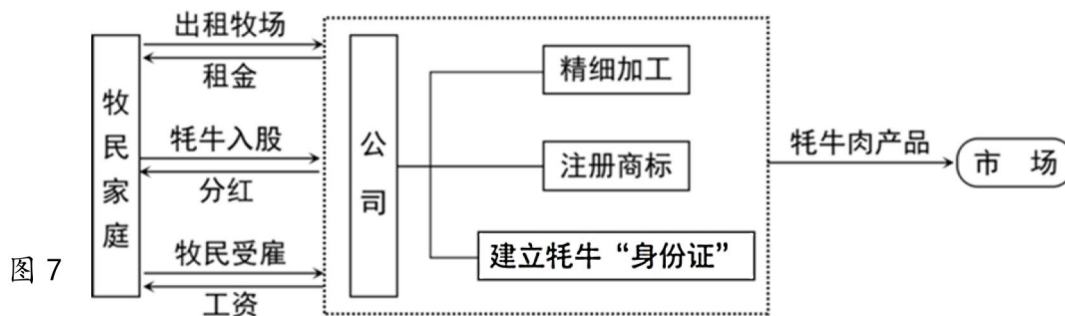 出租牧场
租金
牧民家庭
牦牛入股
分红
牧民受雇
工资
公司
精细加工
注册商标
建立牦牛“身份证”
牦牛肉产品
市 场
图 7